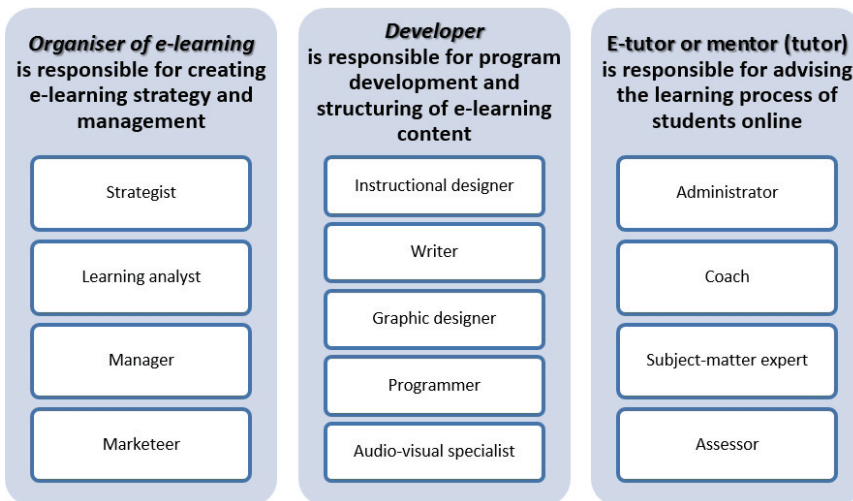 Organiser of e-learning
is responsible for creating
e-learning strategy and
management
Strategist
Learning analyst
Manager
Marketeer
Developer
is responsible for program
development and
structuring of e-learning
content
Instructional designer
Writer
Graphic designer
Programmer
Audio-visual specialist
E-tutor or mentor (tutor)
is responsible for advising
the learning process of
students online
Administrator
Coach
Subject-matter expert
Assessor